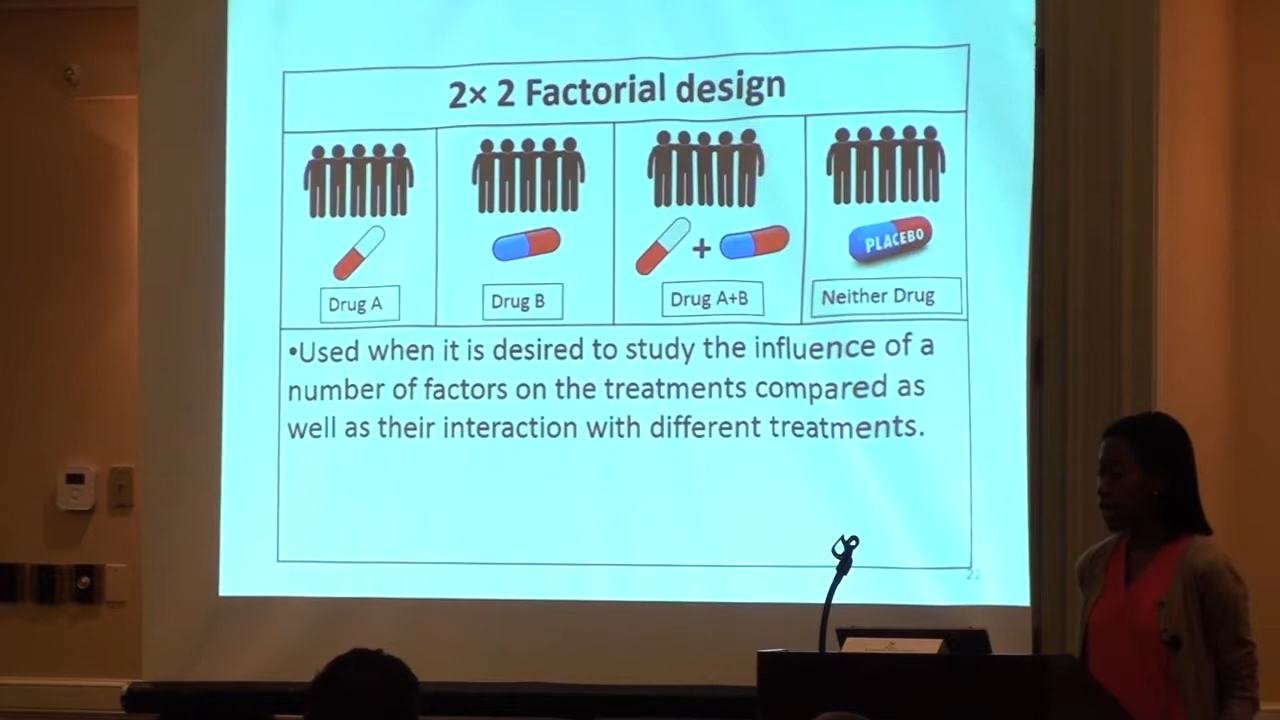 2× 2 Factorial design
PLACEBO
+
Drug A
Drug B
Drug A+B
Neither Drug
•Used when it is desired to study the influence of a
number of factors on the treatments compared as
well as their interaction with different treatments.
22